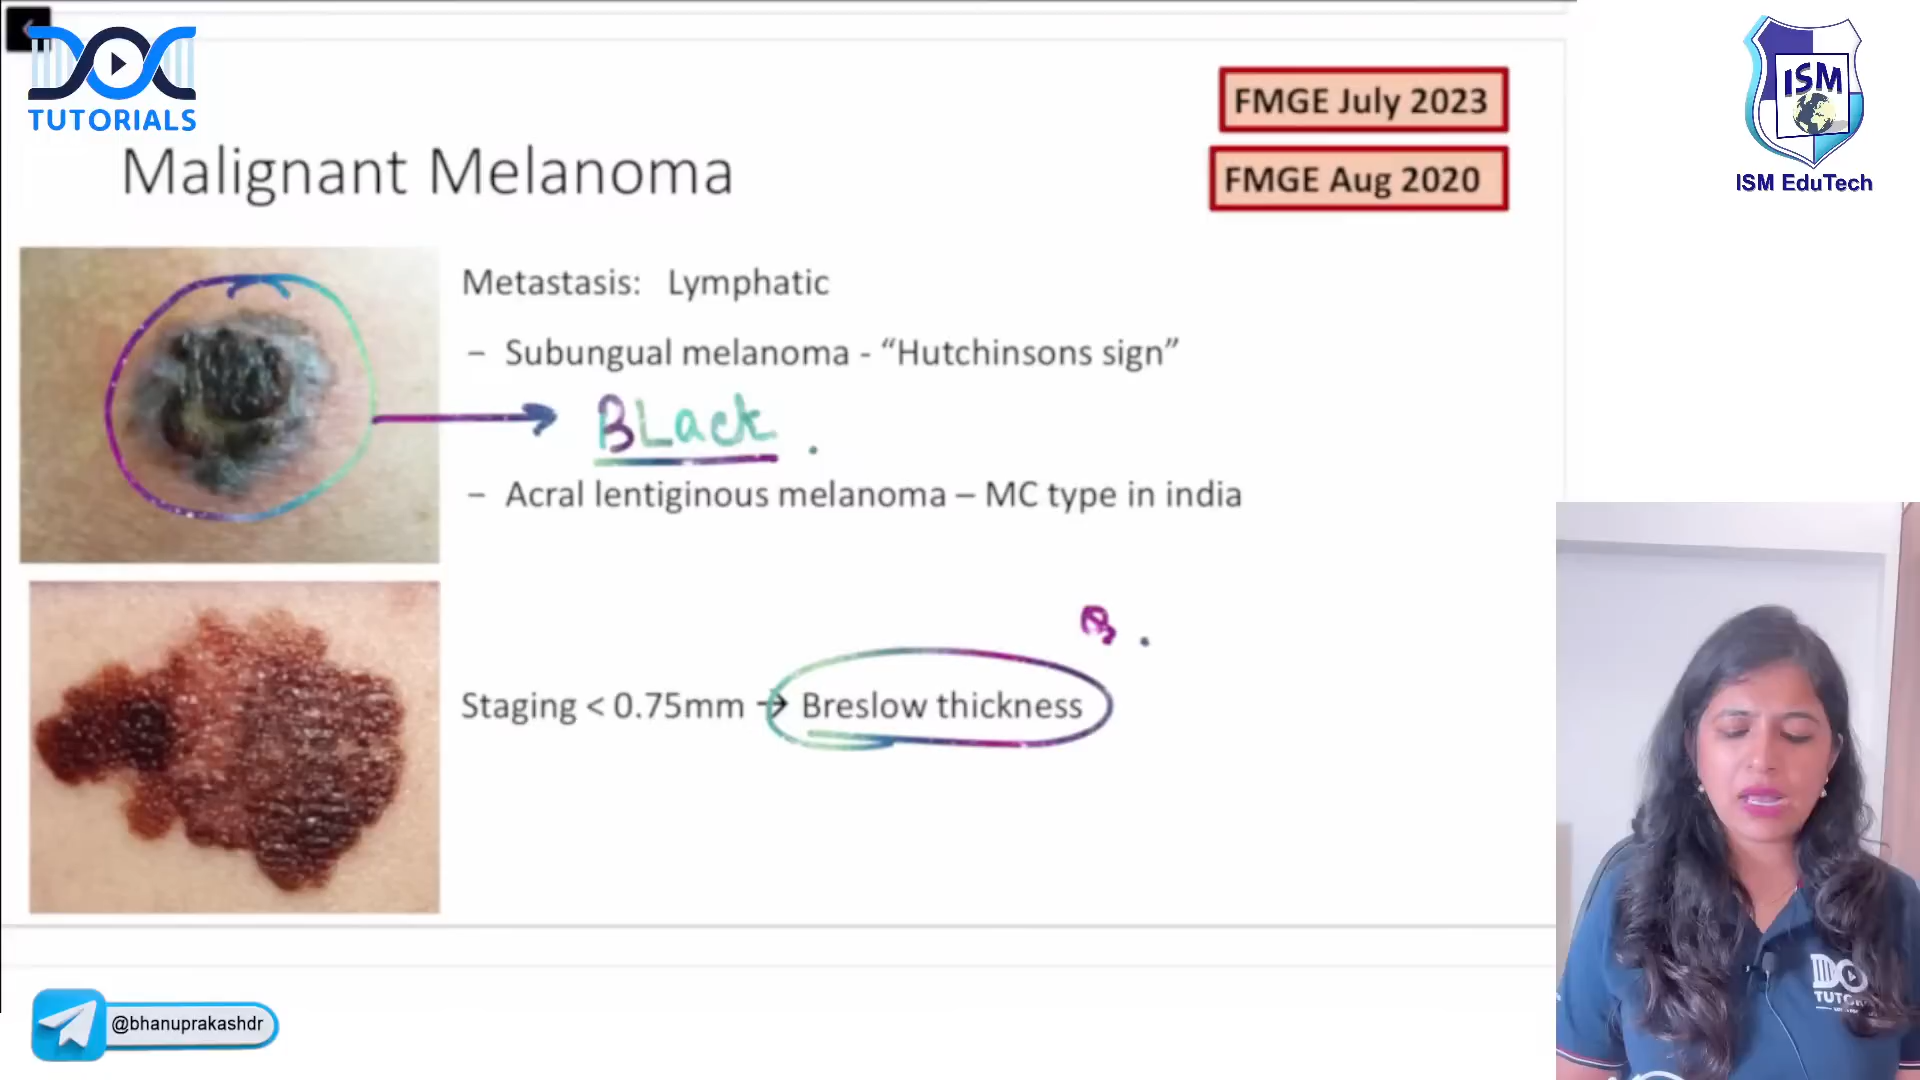 DOC
TUTORIALS
FMGE July 2023
FMGE Aug 2020
ISM
ISM EduTech
Malignant Melanoma
Metastasis: Lymphatic
– Subungual melanoma - “Hutchinsons sign”
BLack
– Acral lentiginous melanoma – MC type in india
Staging < 0.75mm → Breslow thickness
@bhanuprakashdr